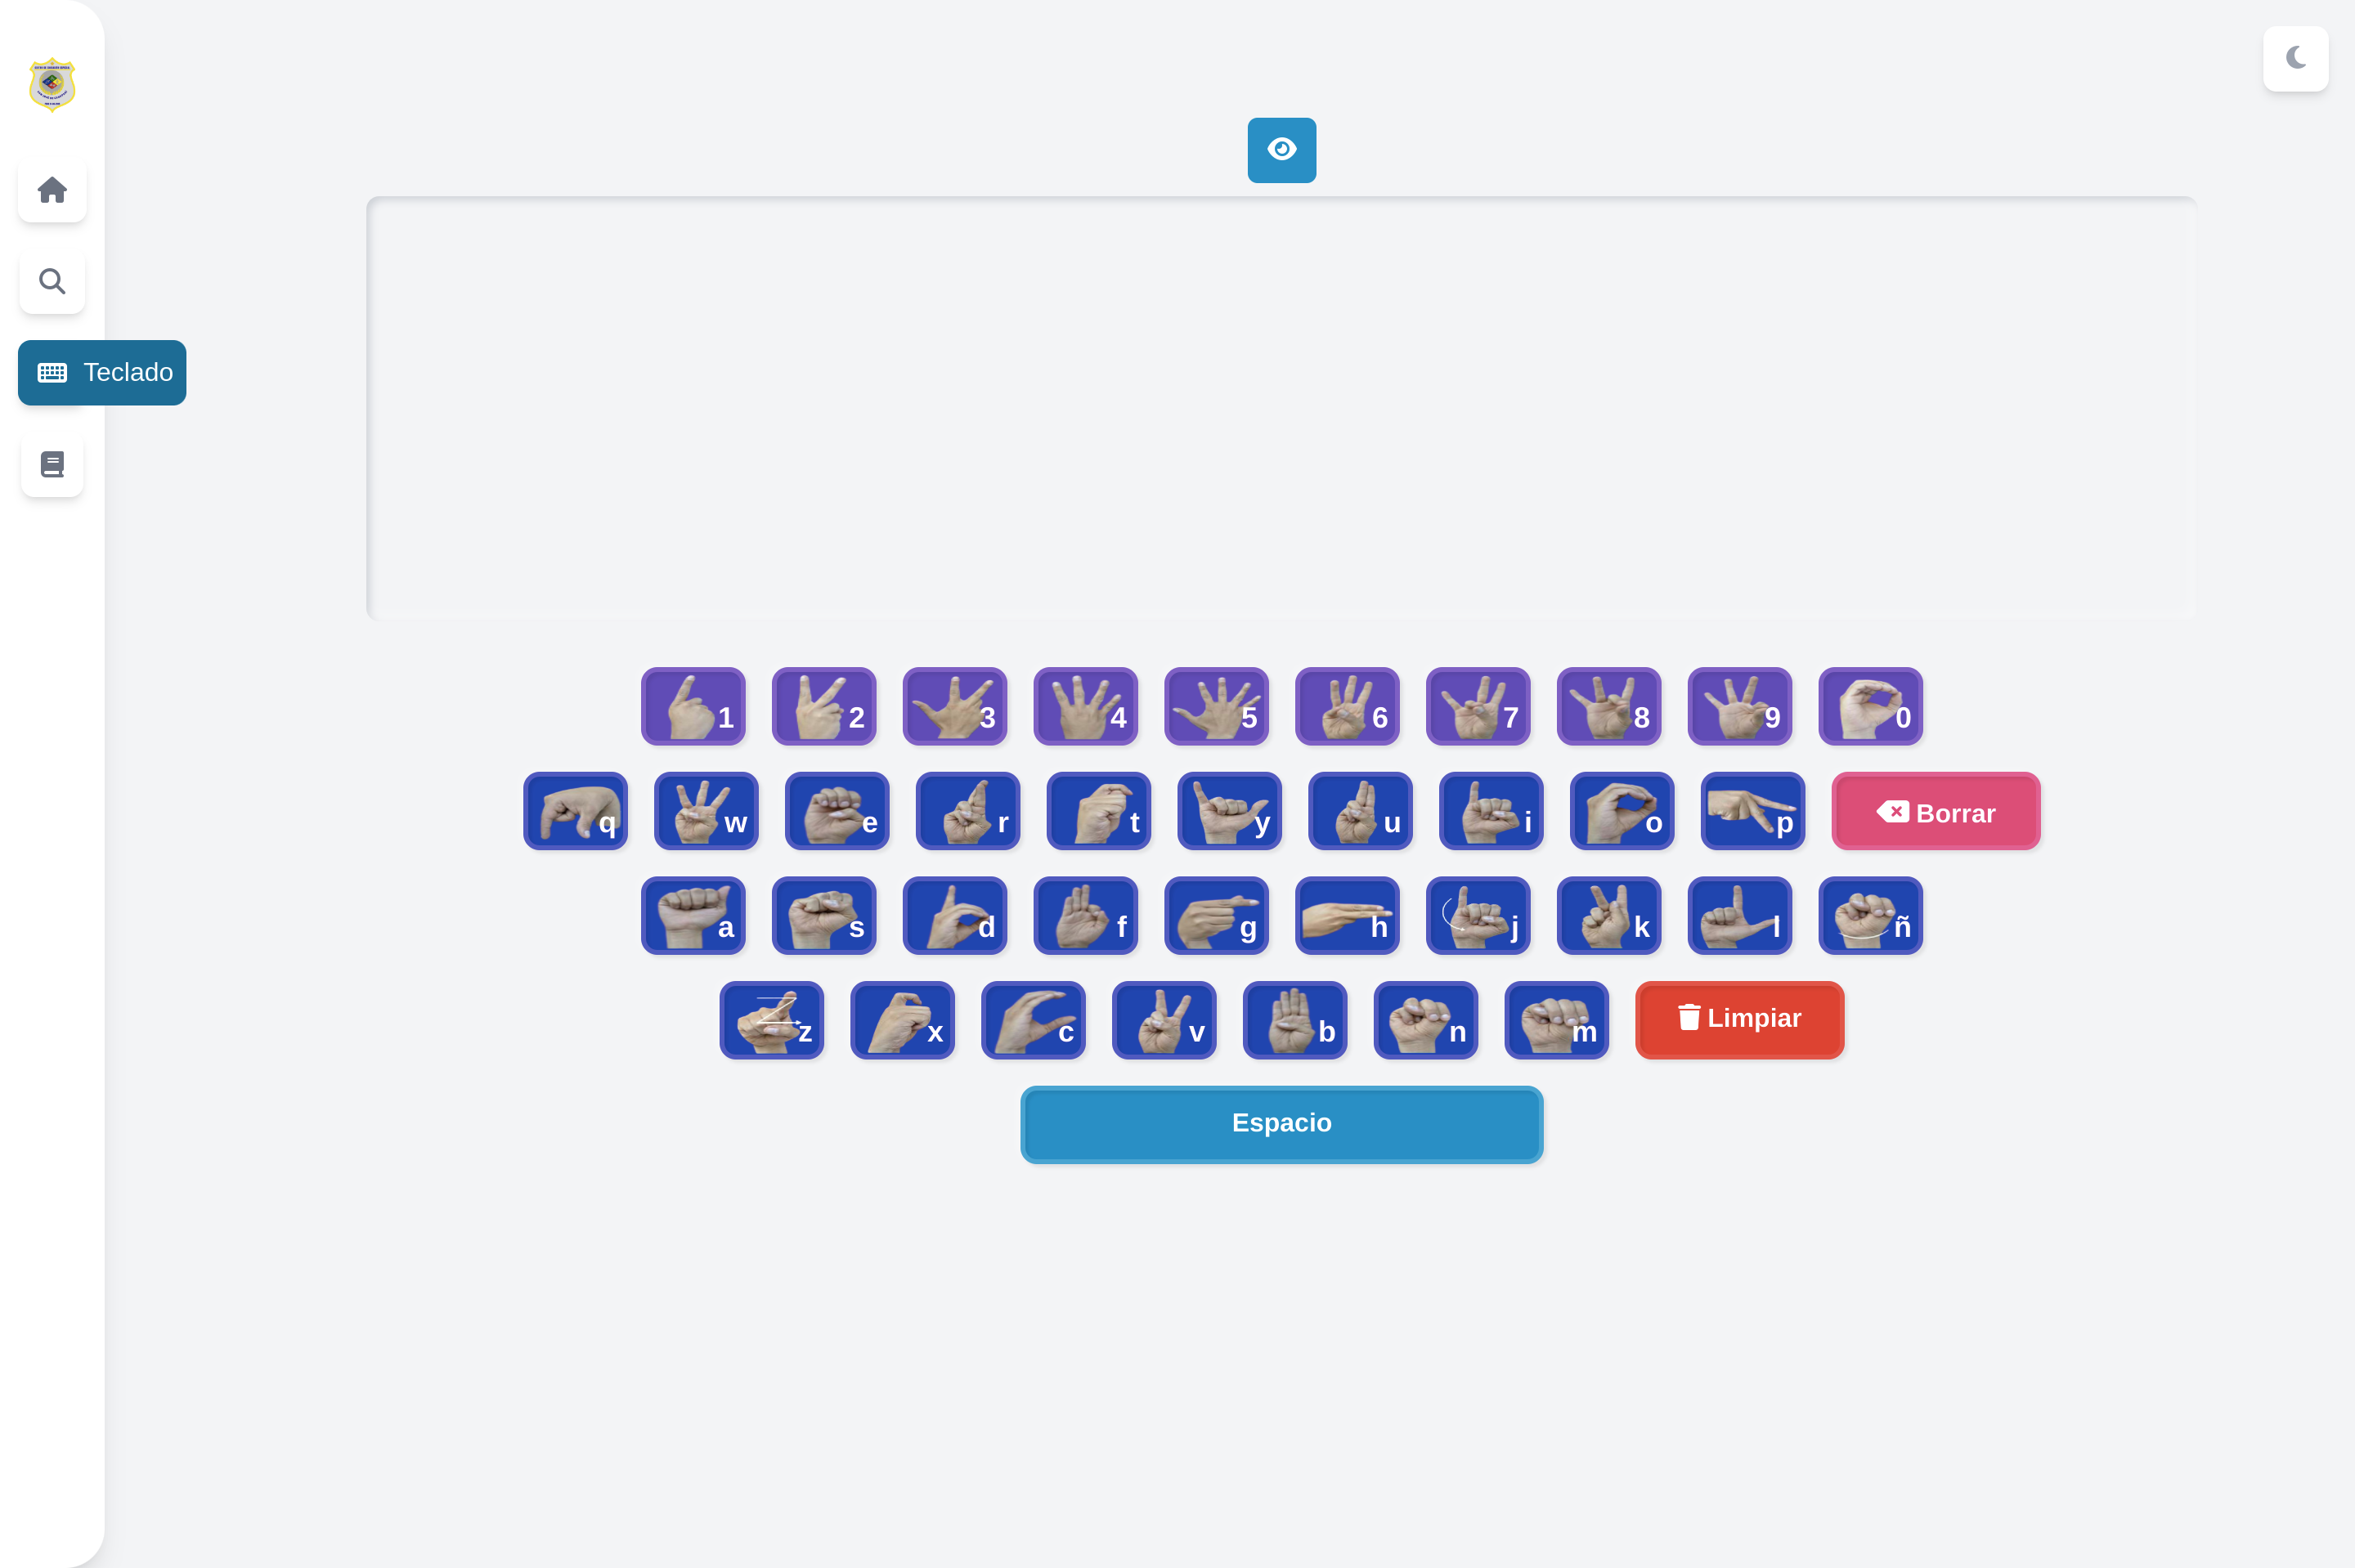 Teclado
1 2 3 4 5 6 7 8 9 0
q w e r t y u i o p Borrar
a s d f g h j k l ñ
z x c v b n m Limpiar
Espacio